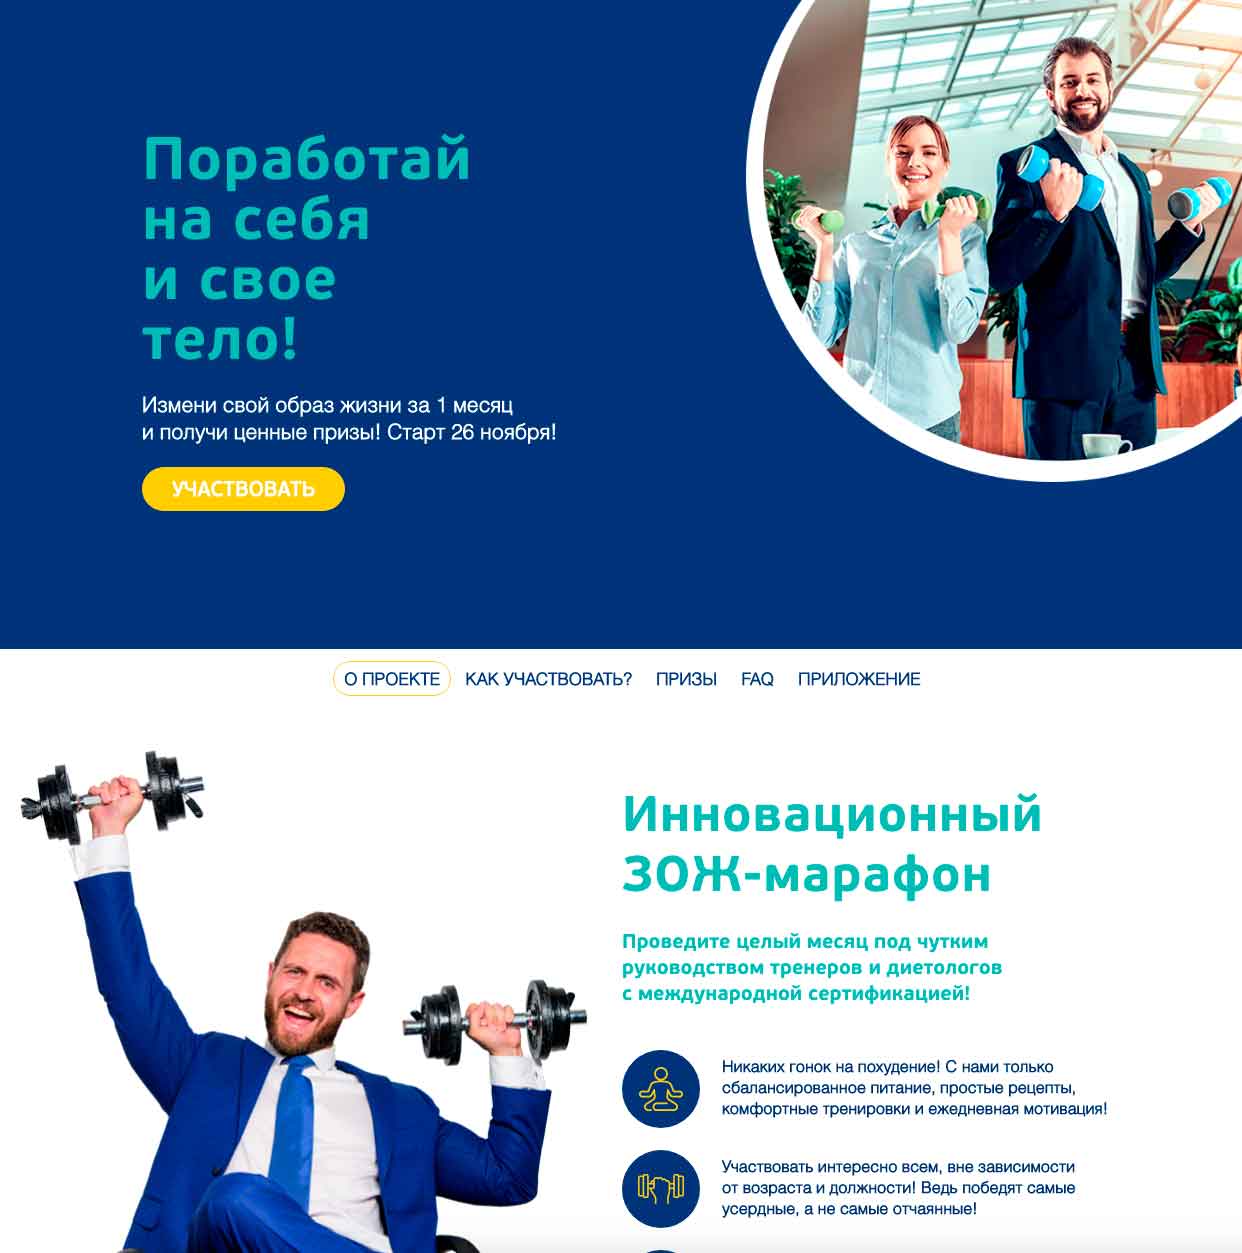 Поработай
на себя
и свое
тело!
Измени свой образ жизни за 1 месяц
и получи ценные призы! Старт 26 ноября!
УЧАСТВОВАТЬ
О ПРОЕКТЕ КАК УЧАСТВОВАТЬ? ПРИЗЫ FAQ ПРИЛОЖЕНИЕ
Инновационный
ЗОЖ-марафон
Проведите целый месяц под чутким
руководством тренеров и диетологов
с международной сертификацией!
Никаких гонок на похудение! С нами только
сбалансированное питание, простые рецепты,
комфортные тренировки и ежедневная мотивация!
Участвовать интересно всем, вне зависимости
от возраста и должности! Ведь победят самые
усердные, а не самые отчаянные!